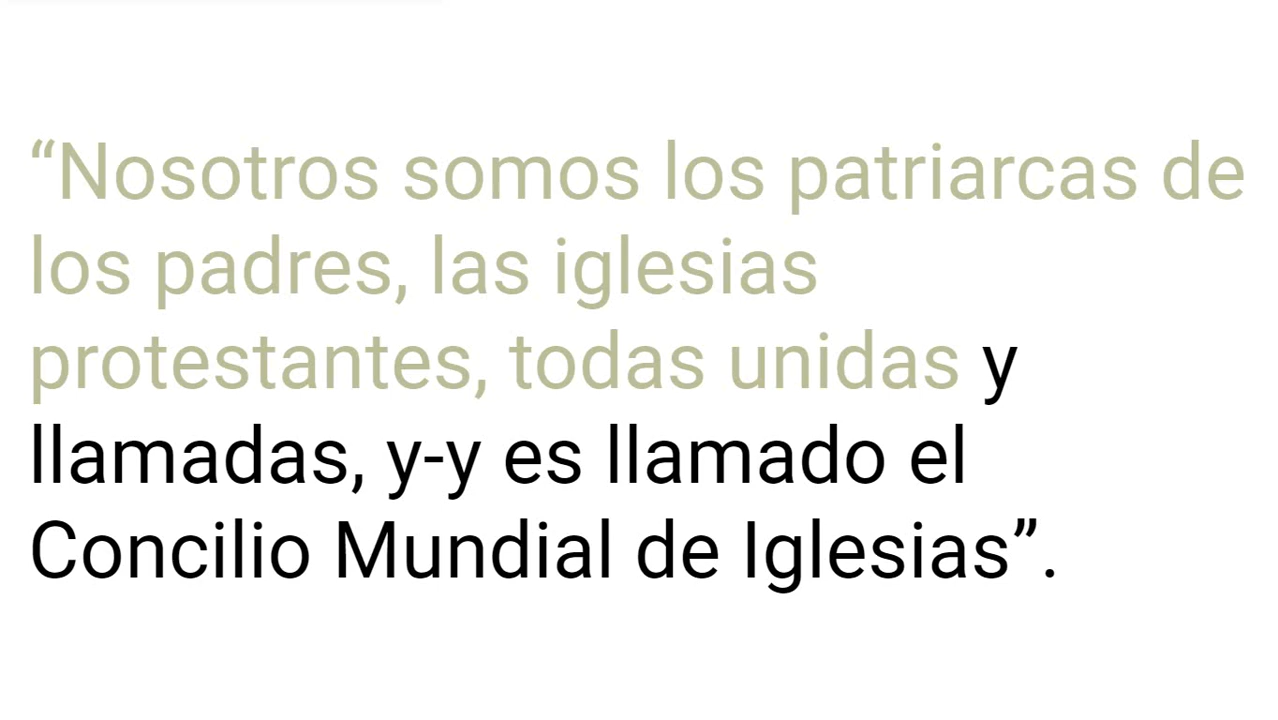 “Nosotros somos los patriarcas de
los padres, las iglesias
protestantes, todas unidas y
llamadas, y-y es llamado el
Concilio Mundial de Iglesias”.